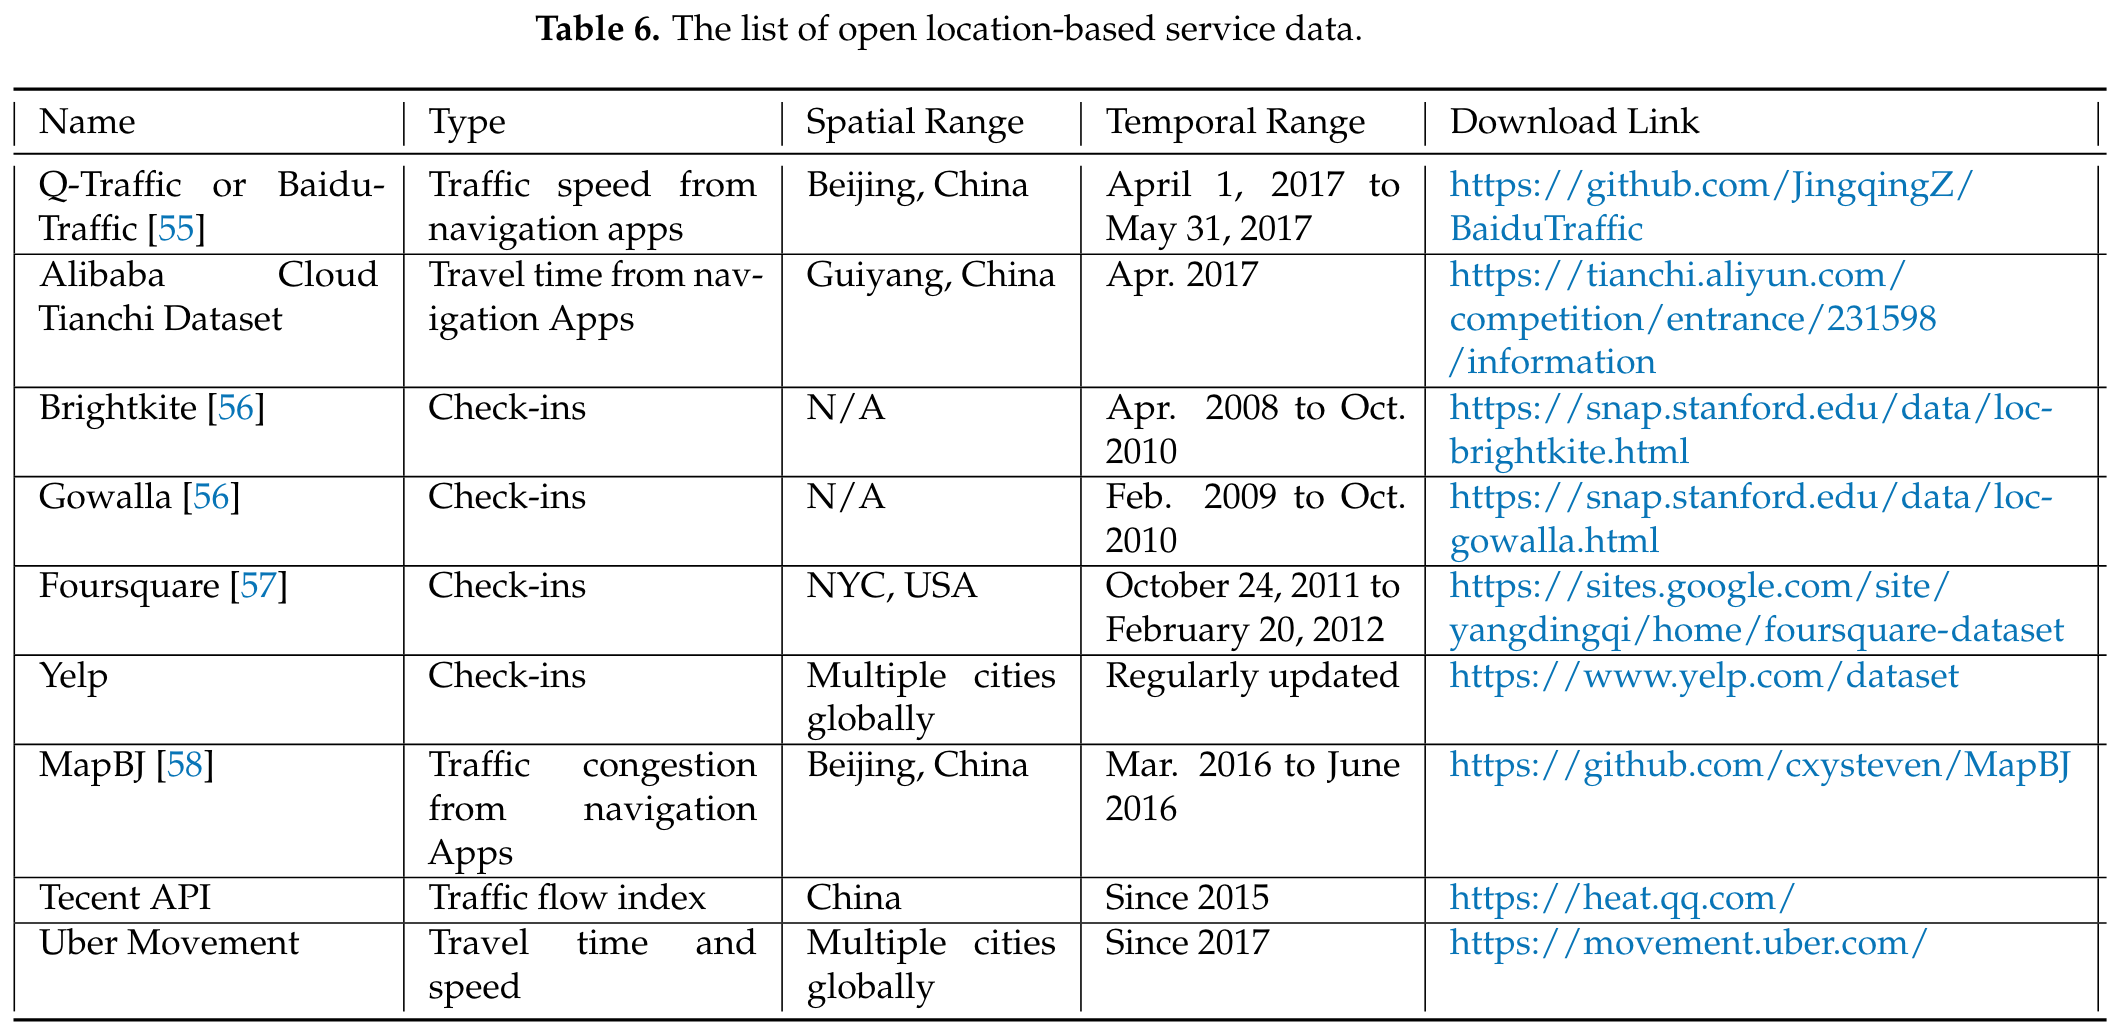 Table 6. The list of open location-based service data.
Name Type Spatial Range Temporal Range Download Link
Q-Traffic or Baidu- Traffic speed from Beijing, China April 1, 2017 to https://github.com/JingqingZ/
Traffic [55] navigation apps May 31, 2017 BaiduTraffic
Alibaba Cloud Travel time from nav- Guiyang, China Apr. 2017 https://tianchi.aliyun.com/
Tianchi Dataset igation Apps competition/entrance/231598
/information
Brightkite [56] Check-ins N/A Apr. 2008 to Oct. https://snap.stanford.edu/data/loc-
2010 brightkite.html
Gowalla [56] Check-ins N/A Feb. 2009 to Oct. https://snap.stanford.edu/data/loc-
2010 gowalla.html
Foursquare [57] Check-ins NYC, USA October 24, 2011 to https://sites.google.com/site/
February 20, 2012 yangdingqi/home/foursquare-dataset
Yelp Check-ins Multiple cities Regularly updated https://www.yelp.com/dataset
globally
MapBJ [58] Traffic congestion Beijing, China Mar. 2016 to June https://github.com/cxysteven/MapBJ
from navigation 2016
Apps
Tecent API Traffic flow index China Since 2015 https://heat.qq.com/
Uber Movement Travel time and Multiple cities Since 2017 https://movement.uber.com/
speed globally